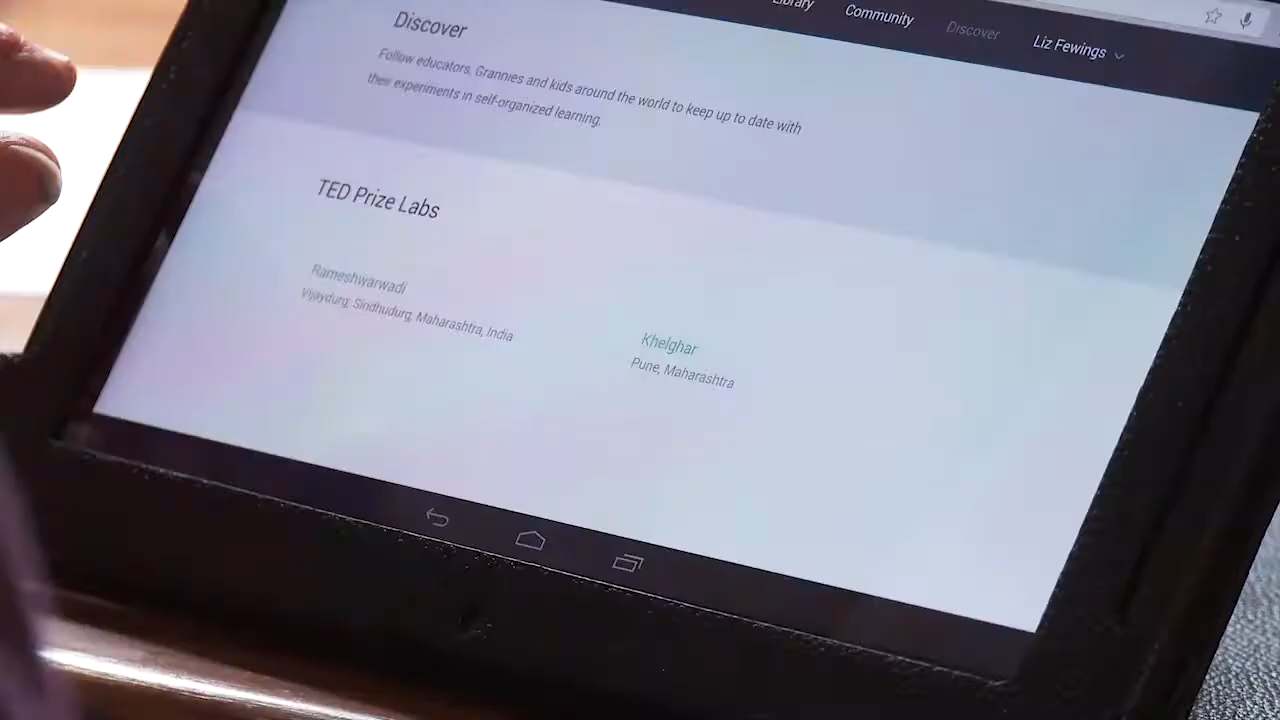 Library Community Discover Liz Fewings
Discover
Follow educators, Grannies and kids around the world to keep up to date with
their experiments in self-organized learning.
TED Prize Labs
Rameshwarwadi
Vijaydurg, Sindhudurg, Maharashtra, India
Khelghar
Pune, Maharashtra